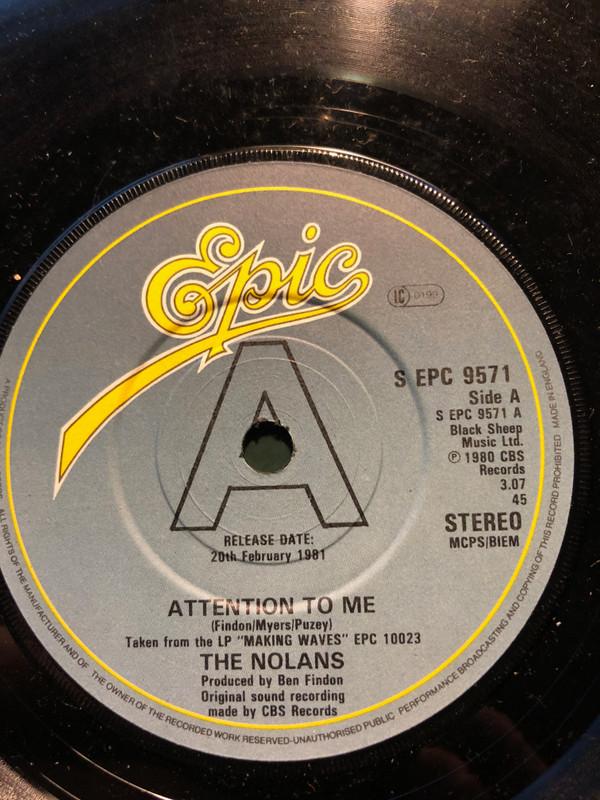 Epic
IC 0199
A
S EPC 9571
Side A
S EPC 9571 A
Black Sheep
Music Ltd.
Ⓟ 1980 CBS
Records
3.07
45
STEREO
MCPS/BIEM
RELEASE DATE:
20th February 1981
ATTENTION TO ME
(Findon/Myers/Puzey)
Taken from the LP "MAKING WAVES" EPC 10023
THE NOLANS
Produced by Ben Findon
Original sound recording
made by CBS Records
ALL RIGHTS OF THE MANUFACTURER AND OF THE OWNER OF THE RECORDED WORK RESERVED-UNAUTHORISED PUBLIC PERFORMANCE BROADCASTING AND COPYING OF THIS RECORD PROHIBITED MADE IN ENGLAND